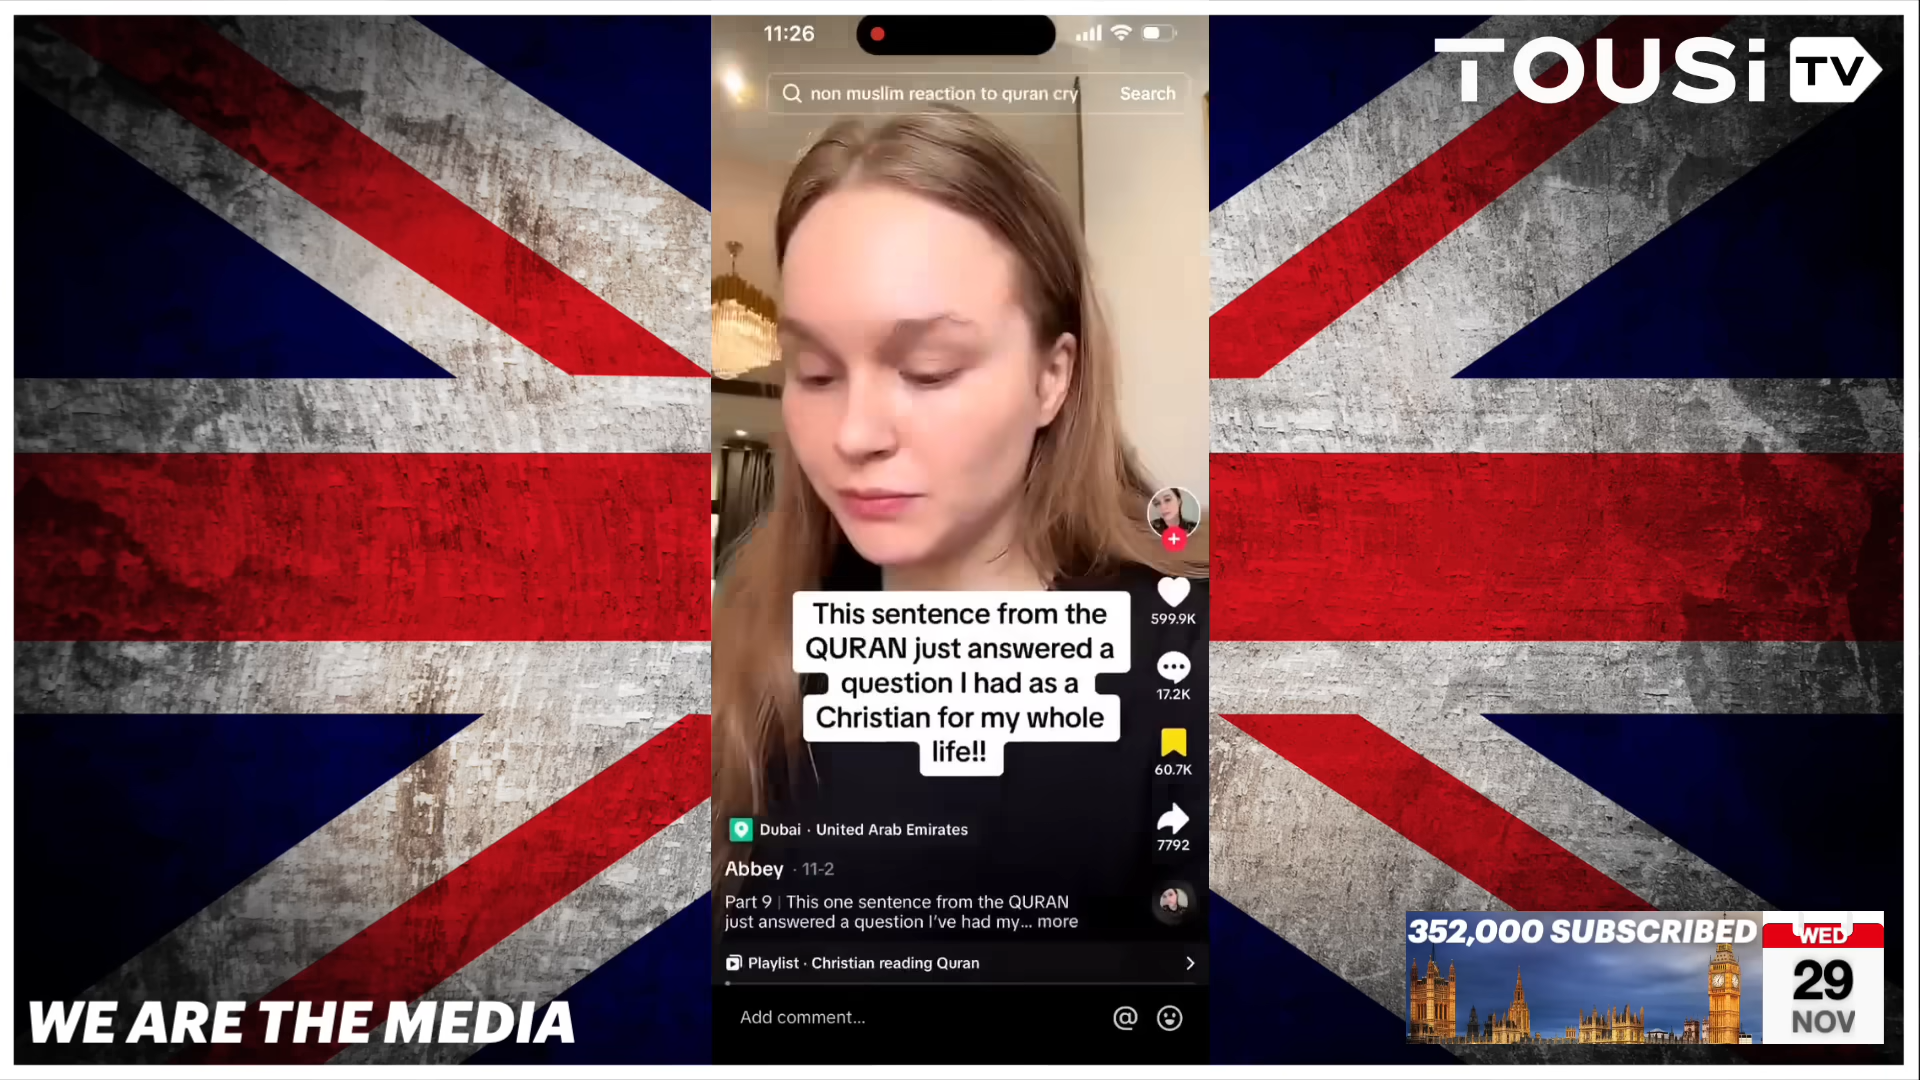 11:26
TOUSi TV
non muslim reaction to quran cry
Search
This sentence from the
QURAN just answered a
question I had as a
Christian for my whole
life!!
599.9K
17.2K
60.7K
7792
Dubai · United Arab Emirates
Abbey · 11-2
Part 9 | This one sentence from the QURAN
just answered a question I've had my... more
Playlist · Christian reading Quran
Add comment...
@
WE ARE THE MEDIA
352,000 SUBSCRIBED
WED
29
NOV